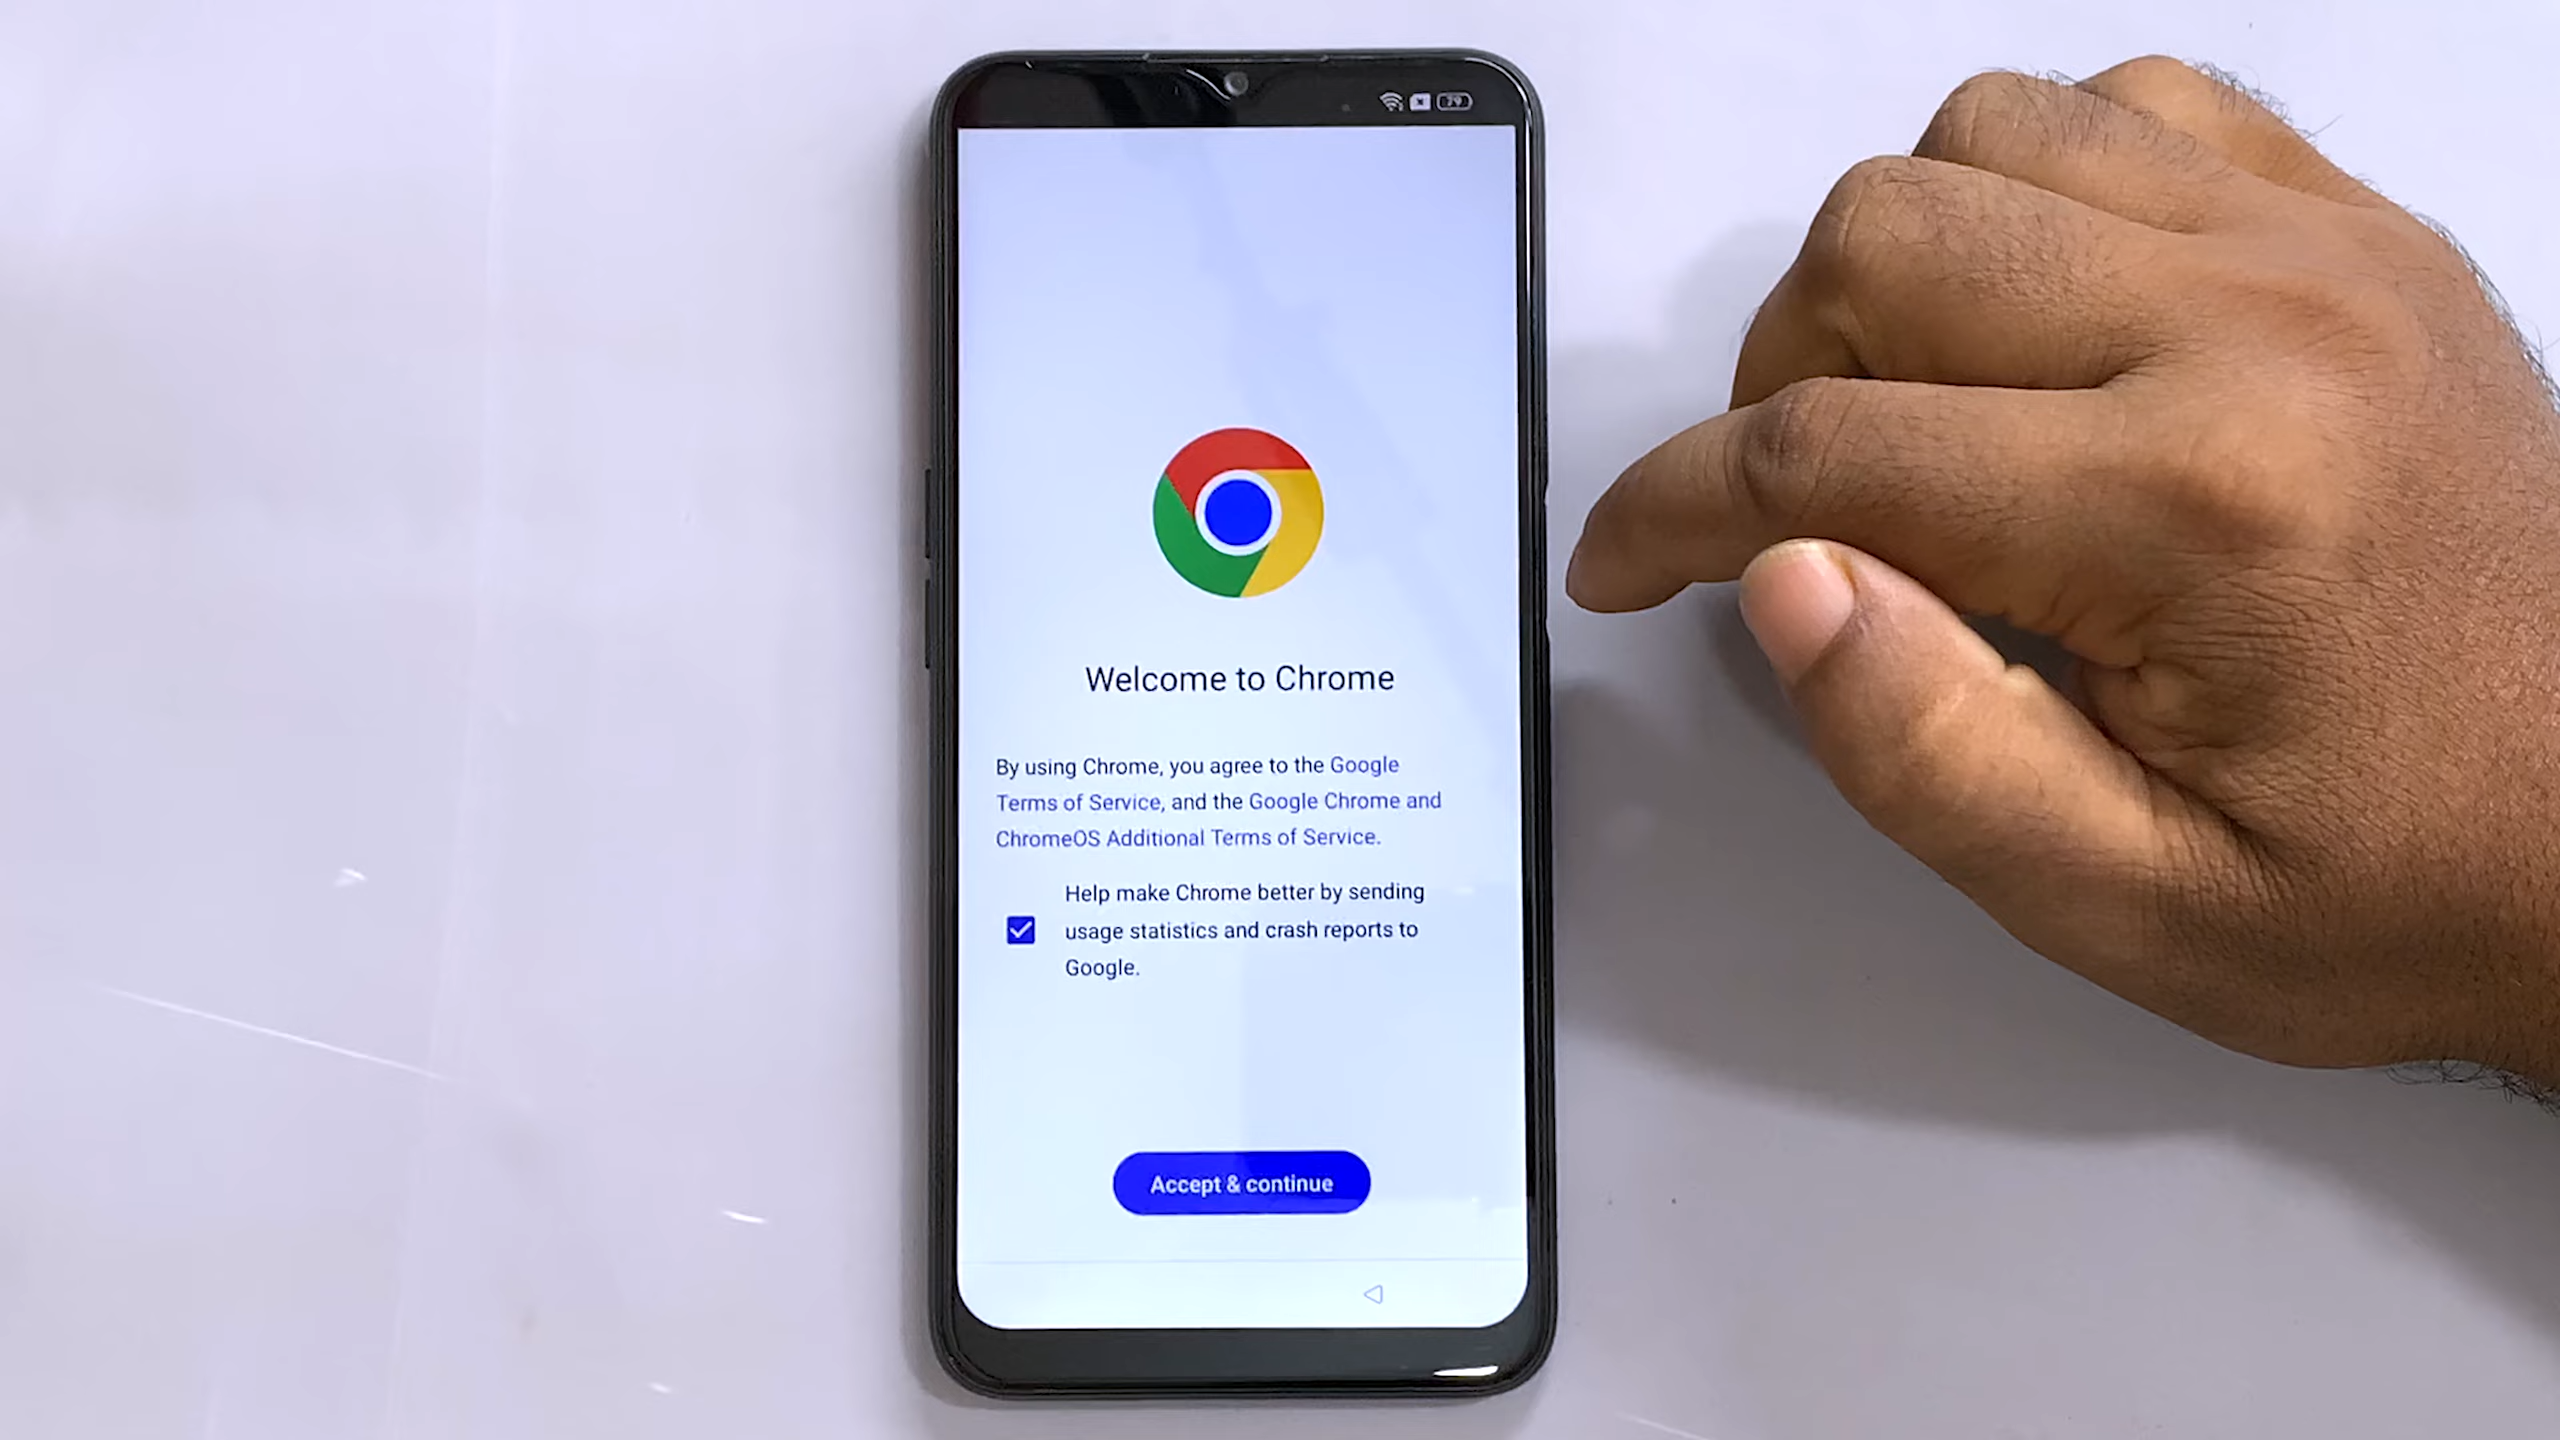 79
Welcome to Chrome
By using Chrome, you agree to the Google
Terms of Service, and the Google Chrome and
ChromeOS Additional Terms of Service.
Help make Chrome better by sending
usage statistics and crash reports to
Google.
Accept & continue